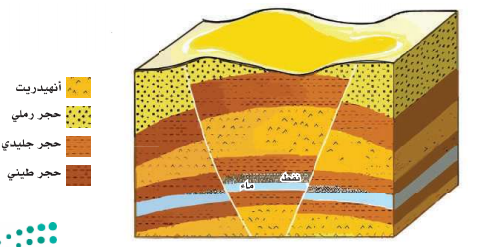 أنهيدريت
حجر رملي
حجر جليدي
حجر طيني
نفط
ماء